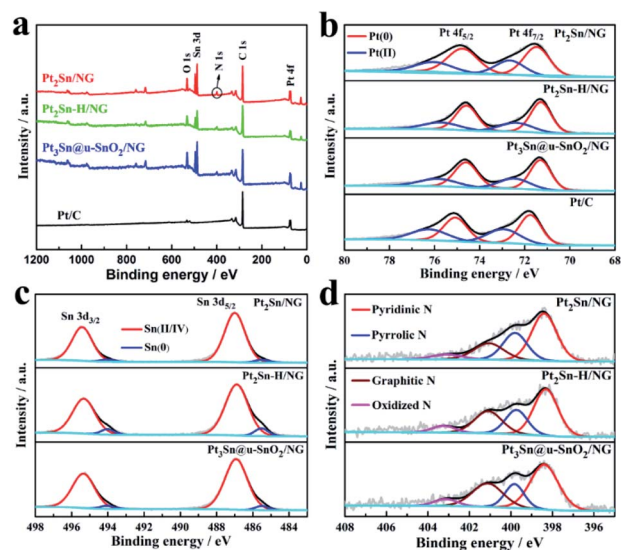 a
O 1s
Sn 3d
N 1s
C 1s
Pt 4f
Pt₂Sn/NG
Pt₂Sn-H/NG
Pt₃Sn@u-SnO₂/NG
Pt/C
Intensity / a.u.
1200 1000 800 600 400 200 0
Binding energy / eV
b
Pt(0)
Pt(II)
Pt 4f₅/₂
Pt 4f₇/₂
Pt₂Sn/NG
Pt₂Sn-H/NG
Pt₃Sn@u-SnO₂/NG
Pt/C
Intensity / a.u.
80 77 74 71 68
Binding energy / eV
c
Sn 3d₃/₂
Sn 3d₅/₂
Pt₂Sn/NG
Sn(II/IV)
Sn(0)
Pt₂Sn-H/NG
Pt₃Sn@u-SnO₂/NG
Intensity / a.u.
498 496 494 492 490 488 486 484
Binding energy / eV
d
Pyridinic N
Pyrrolic N
Pt₂Sn/NG
Graphitic N
Oxidized N
Pt₂Sn-H/NG
Pt₃Sn@u-SnO₂/NG
Intensity / a.u.
408 406 404 402 400 398 396
Binding energy / eV